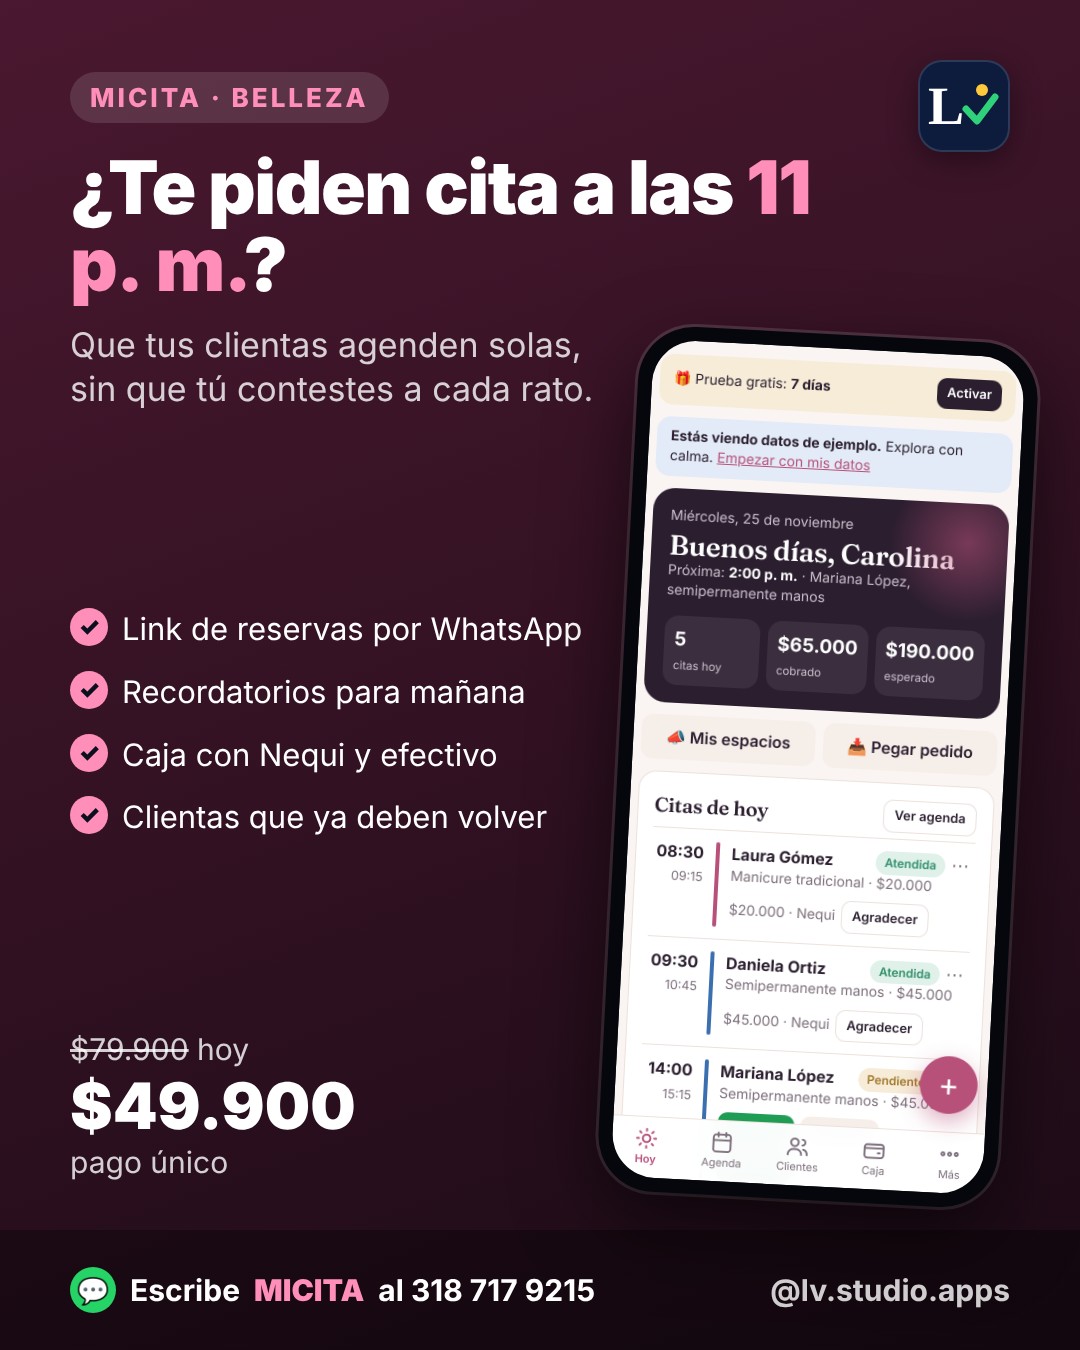 MICITA · BELLEZA
L
¿Te piden cita a las 11
p. m.?
Que tus clientas agenden solas,
sin que tú contestes a cada rato.
Link de reservas por WhatsApp
Recordatorios para mañana
Caja con Nequi y efectivo
Clientas que ya deben volver
$79.900 hoy
$49.900
pago único
Prueba gratis: 7 días
Activar
Estás viendo datos de ejemplo. Explora con
calma. Empezar con mis datos
Miércoles, 25 de noviembre
Buenos días, Carolina
Próxima: 2:00 p. m. · Mariana López,
semipermanente manos
5
citas hoy
$65.000
cobrado
$190.000
esperado
Mis espacios
Pegar pedido
Citas de hoy
Ver agenda
08:30
09:15
Laura Gómez
Atendida
Manicure tradicional · $20.000
$20.000 · Nequi
Agradecer
09:30
10:45
Daniela Ortiz
Atendida
Semipermanente manos · $45.000
$45.000 · Nequi
Agradecer
14:00
15:15
Mariana López
Pendiente
Semipermanente manos · $45.0
+
Hoy
Agenda
Clientes
Caja
Más
Escribe MICITA al 318 717 9215
@lv.studio.apps